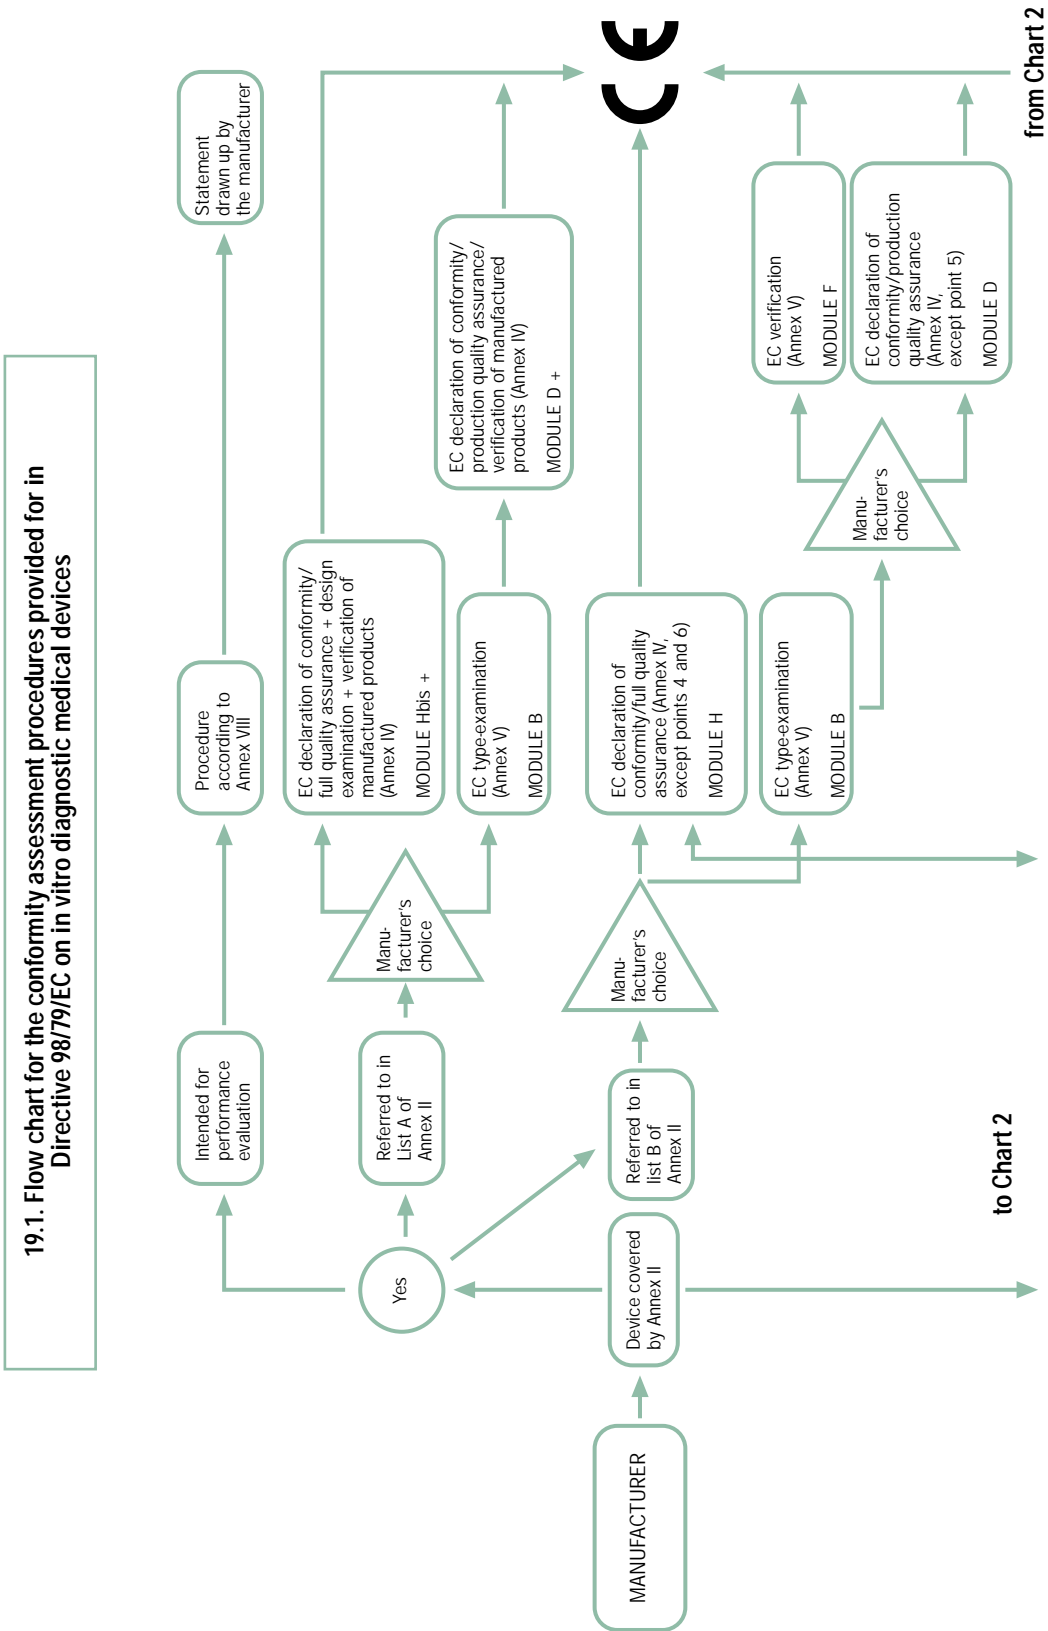 19.1. Flow chart for the conformity assessment procedures provided for in
Directive 98/79/EC on in vitro diagnostic medical devices
MANUFACTURER
Device covered
by Annex II
Yes
Intended for
performance
evaluation
Procedure
according to
Annex VIII
Statement
drawn up by
the manufacturer
Referred to in
List A of
Annex II
Manu-
facturer's
choice
EC declaration of conformity/
full quality assurance + design
examination + verification of
manufactured products
(Annex IV)
MODULE Hbis +
EC type-examination
(Annex V)
MODULE B
EC declaration of conformity/
production quality assurance/
verification of manufactured
products (Annex IV)
MODULE D +
Referred to in
list B of
Annex II
Manu-
facturer's
choice
EC declaration of
conformity/full quality
assurance (Annex IV,
except points 4 and 6)
MODULE H
EC type-examination
(Annex V)
MODULE B
Manu-
facturer's
choice
EC verification
(Annex V)
MODULE F
EC declaration of
conformity/production
quality assurance
(Annex IV,
except point 5)
MODULE D
CE
to Chart 2
from Chart 2